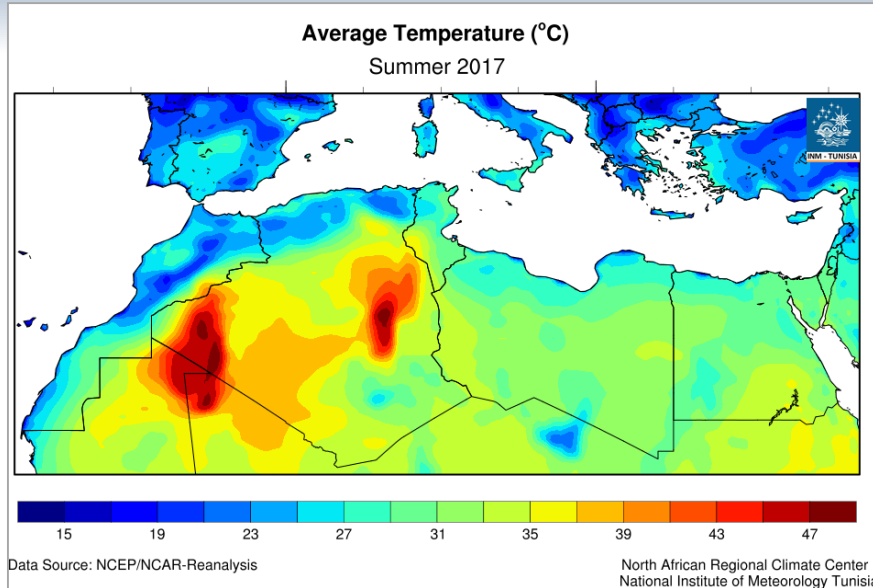 Average Temperature (°C)
Summer 2017
INM - TUNISIA
15 19 23 27 31 35 39 43 47
Data Source: NCEP/NCAR-Reanalysis
North African Regional Climate Center
National Institute of Meteorology Tunisia